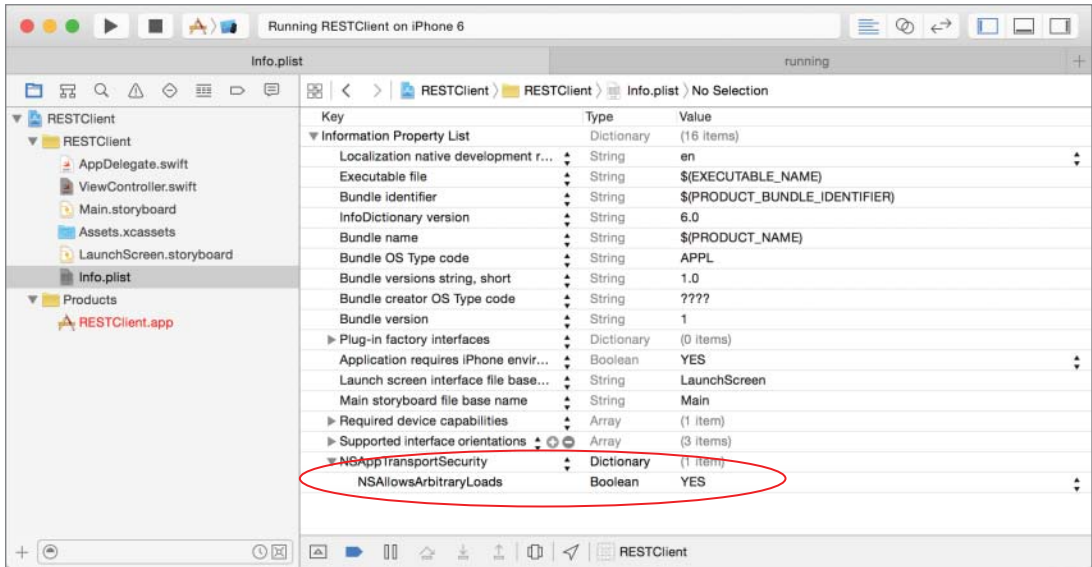 Running RESTClient on iPhone 6
Info.plist running
RESTClient RESTClient Info.plist No Selection
RESTClient
RESTClient
AppDelegate.swift
ViewController.swift
Main.storyboard
Assets.xcassets
LaunchScreen.storyboard
Info.plist
Products
RESTClient.app
Key Type Value
Information Property List Dictionary (16 items)
Localization native development r... String en
Executable file String $(EXECUTABLE_NAME)
Bundle identifier String $(PRODUCT_BUNDLE_IDENTIFIER)
InfoDictionary version String 6.0
Bundle name String $(PRODUCT_NAME)
Bundle OS Type code String APPL
Bundle versions string, short String 1.0
Bundle creator OS Type code String ????
Bundle version String 1
Plug-in factory interfaces Dictionary (0 items)
Application requires iPhone envir... Boolean YES
Launch screen interface file base... String LaunchScreen
Main storyboard file base name String Main
Required device capabilities Array (1 item)
Supported interface orientations Array (3 items)
NSAppTransportSecurity Dictionary (1 item)
NSAllowsArbitraryLoads Boolean YES
RESTClient